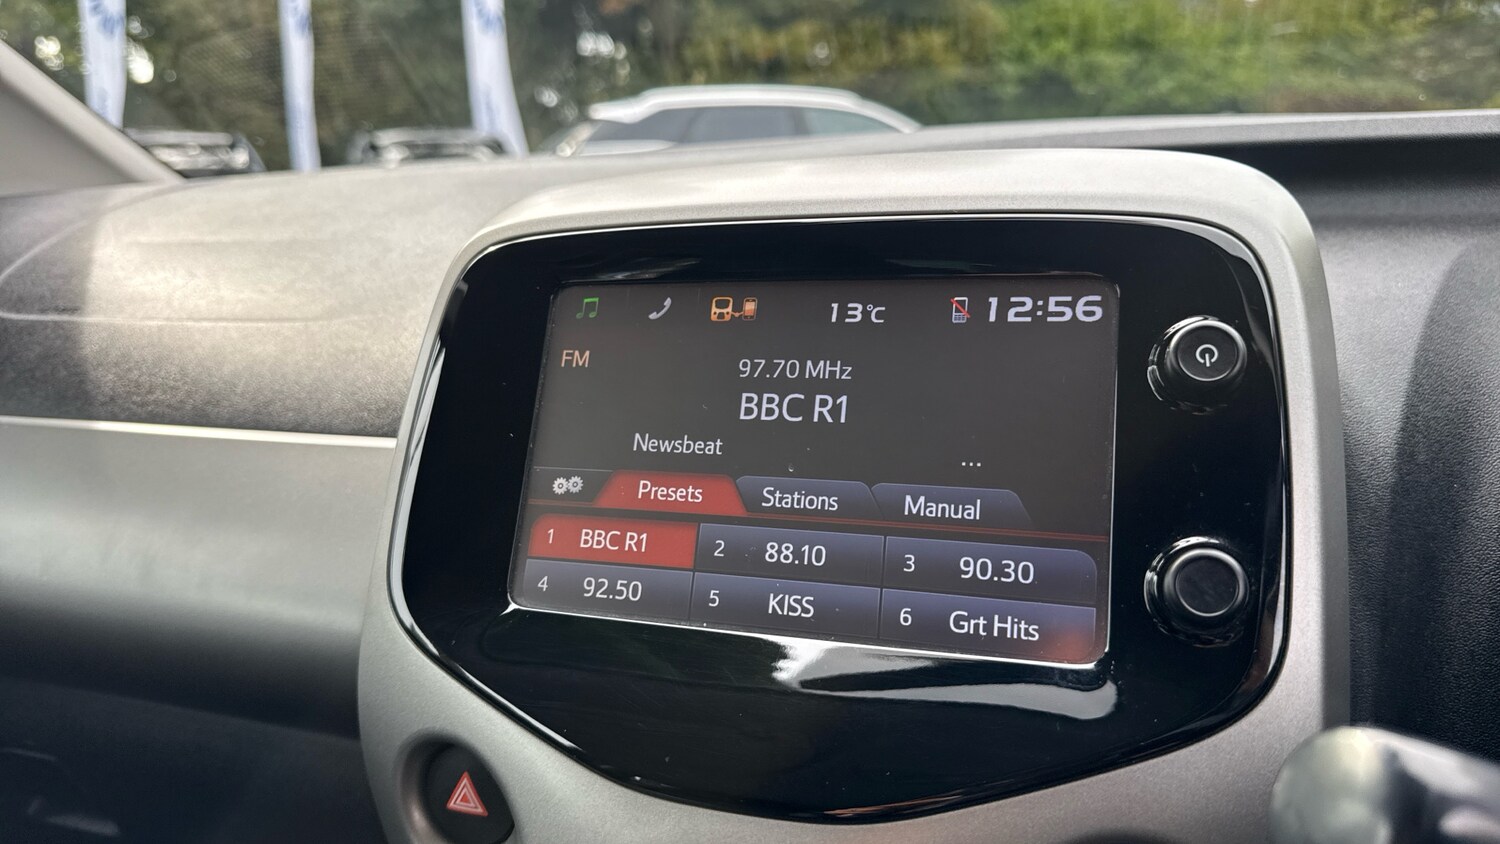 13°C 12:56
FM
97.70 MHz
BBC R1
Newsbeat
...
Presets Stations Manual
1 BBC R1 2 88.10 3 90.30
4 92.50 5 KISS 6 Grt Hits